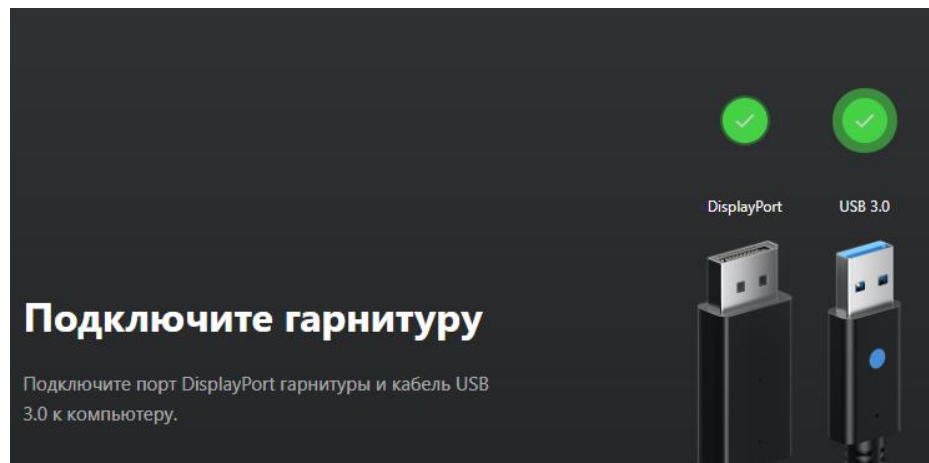 DisplayPort USB 3.0
Подключите гарнитуру
Подключите порт DisplayPort гарнитуры и кабель USB
3.0 к компьютеру.